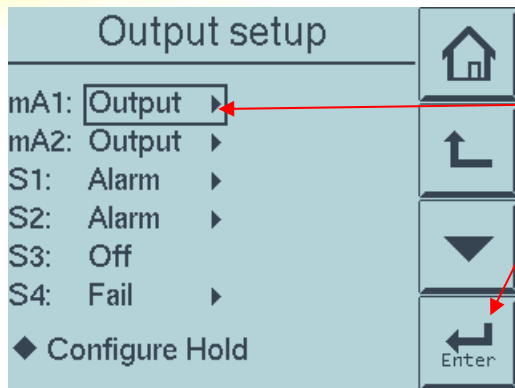 Output setup
mA1: Output
mA2: Output
S1: Alarm
S2: Alarm
S3: Off
S4: Fail
Configure Hold
Enter